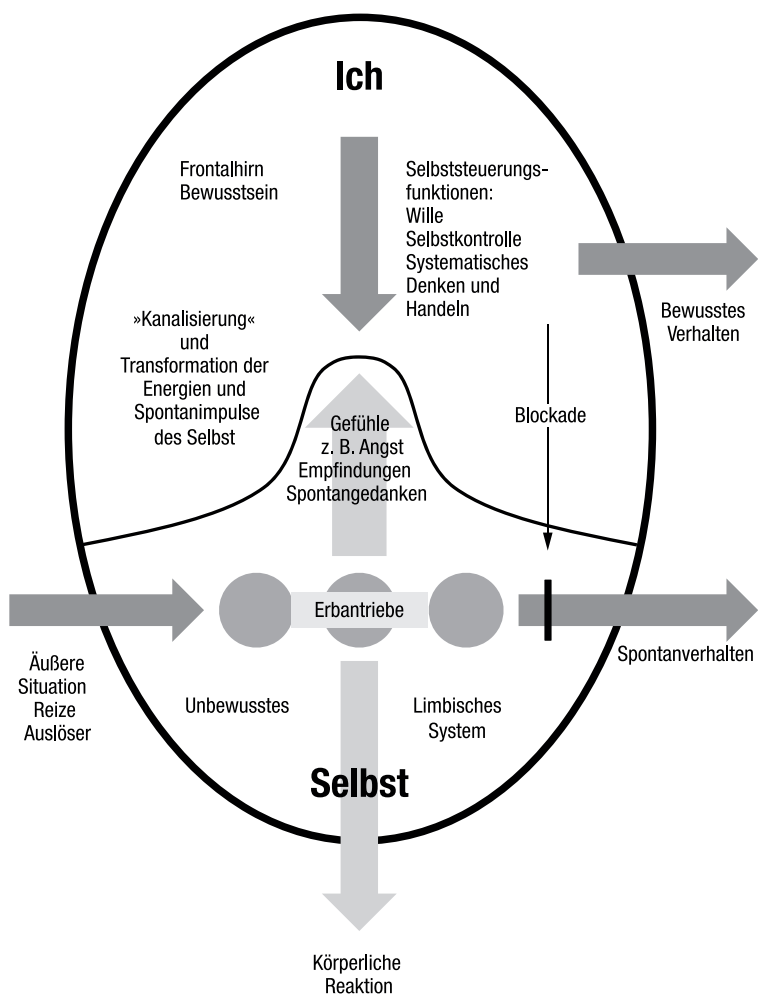 Ich
Frontalhirn
Bewusstsein
Selbststeuerungs-
funktionen:
Wille
Selbstkontrolle
Systematisches
Denken und
Handeln
Bewusstes
Verhalten
»Kanalisierung«
und
Transformation der
Energien und
Spontanimpulse
des Selbst
Blockade
Gefühle
z. B. Angst
Empfindungen
Spontangedanken
Erbantriebe
Äußere
Situation
Reize
Auslöser
Spontanverhalten
Unbewusstes
Limbisches
System
Selbst
Körperliche
Reaktion